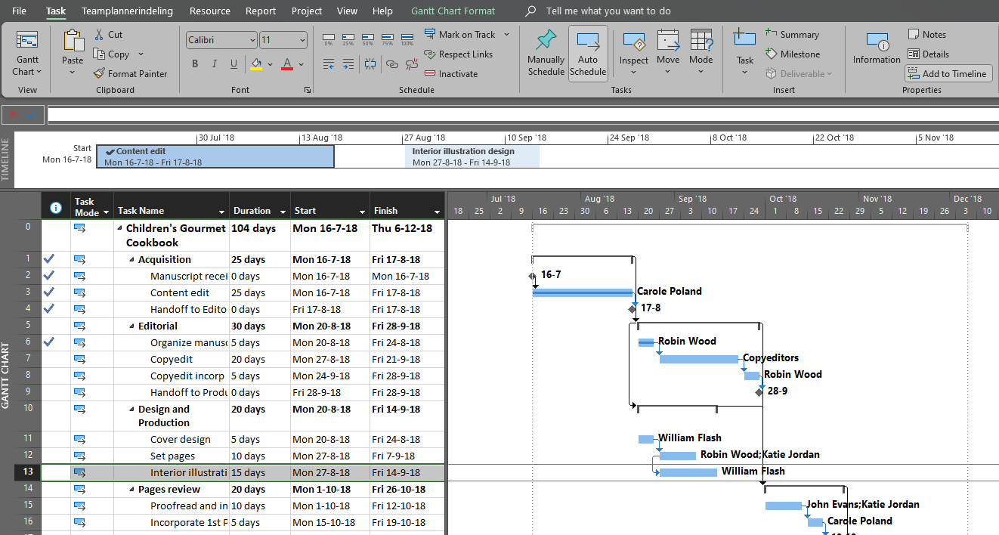 File Task Teamplannerindeling Resource Report Project View Help Gantt Chart Format Tell me what you want to do
Gantt Chart
View
Paste
Cut
Copy
Format Painter
Clipboard
Calibri 11
B I U A
Font
0% 25% 50% 75% 100%
Mark on Track
Respect Links
Inactivate
Schedule
Manually Schedule
Auto Schedule
Inspect
Move
Mode
Tasks
Task
Summary
Milestone
Deliverable
Insert
Information
Notes
Details
Add to Timeline
Properties
TIMELINE
30 Jul '18 13 Aug '18 27 Aug '18 10 Sep '18 24 Sep '18 8 Oct '18 22 Oct '18 5 Nov '18
Start
Mon 16-7-18
Content edit
Mon 16-7-18 - Fri 17-8-18
Interior illustration design
Mon 27-8-18 - Fri 14-9-18
GANTT CHART
Task Mode Task Name Duration Start Finish
Jul '18 Aug '18 Sep '18 Oct '18 Nov '18 Dec '18
18 25 2 9 16 23 30 6 13 20 27 3 10 17 24 1 8 15 22 29 5 12 19 26 3 10
0 Children's Gourmet Cookbook 104 days Mon 16-7-18 Thu 6-12-18
1 Acquisition 25 days Mon 16-7-18 Fri 17-8-18
2 Manuscript recei 0 days Mon 16-7-18 Mon 16-7-18 16-7
3 Content edit 25 days Mon 16-7-18 Fri 17-8-18 Carole Poland
4 Handoff to Edito 0 days Fri 17-8-18 Fri 17-8-18 17-8
5 Editorial 30 days Mon 20-8-18 Fri 28-9-18
6 Organize manusc 5 days Mon 20-8-18 Fri 24-8-18 Robin Wood
7 Copyedit 20 days Mon 27-8-18 Fri 21-9-18 Copyeditors
8 Copyedit incorp 5 days Mon 24-9-18 Fri 28-9-18 Robin Wood
9 Handoff to Produ 0 days Fri 28-9-18 Fri 28-9-18 28-9
10 Design and Production 20 days Mon 20-8-18 Fri 14-9-18
11 Cover design 5 days Mon 20-8-18 Fri 24-8-18 William Flash
12 Set pages 10 days Mon 27-8-18 Fri 7-9-18 Robin Wood;Katie Jordan
13 Interior illustrati 15 days Mon 27-8-18 Fri 14-9-18 William Flash
14 Pages review 20 days Mon 1-10-18 Fri 26-10-18
15 Proofread and in 10 days Mon 1-10-18 Fri 12-10-18 John Evans;Katie Jordan
16 Incorporate 1st P 5 days Mon 15-10-18 Fri 19-10-18 Carole Poland